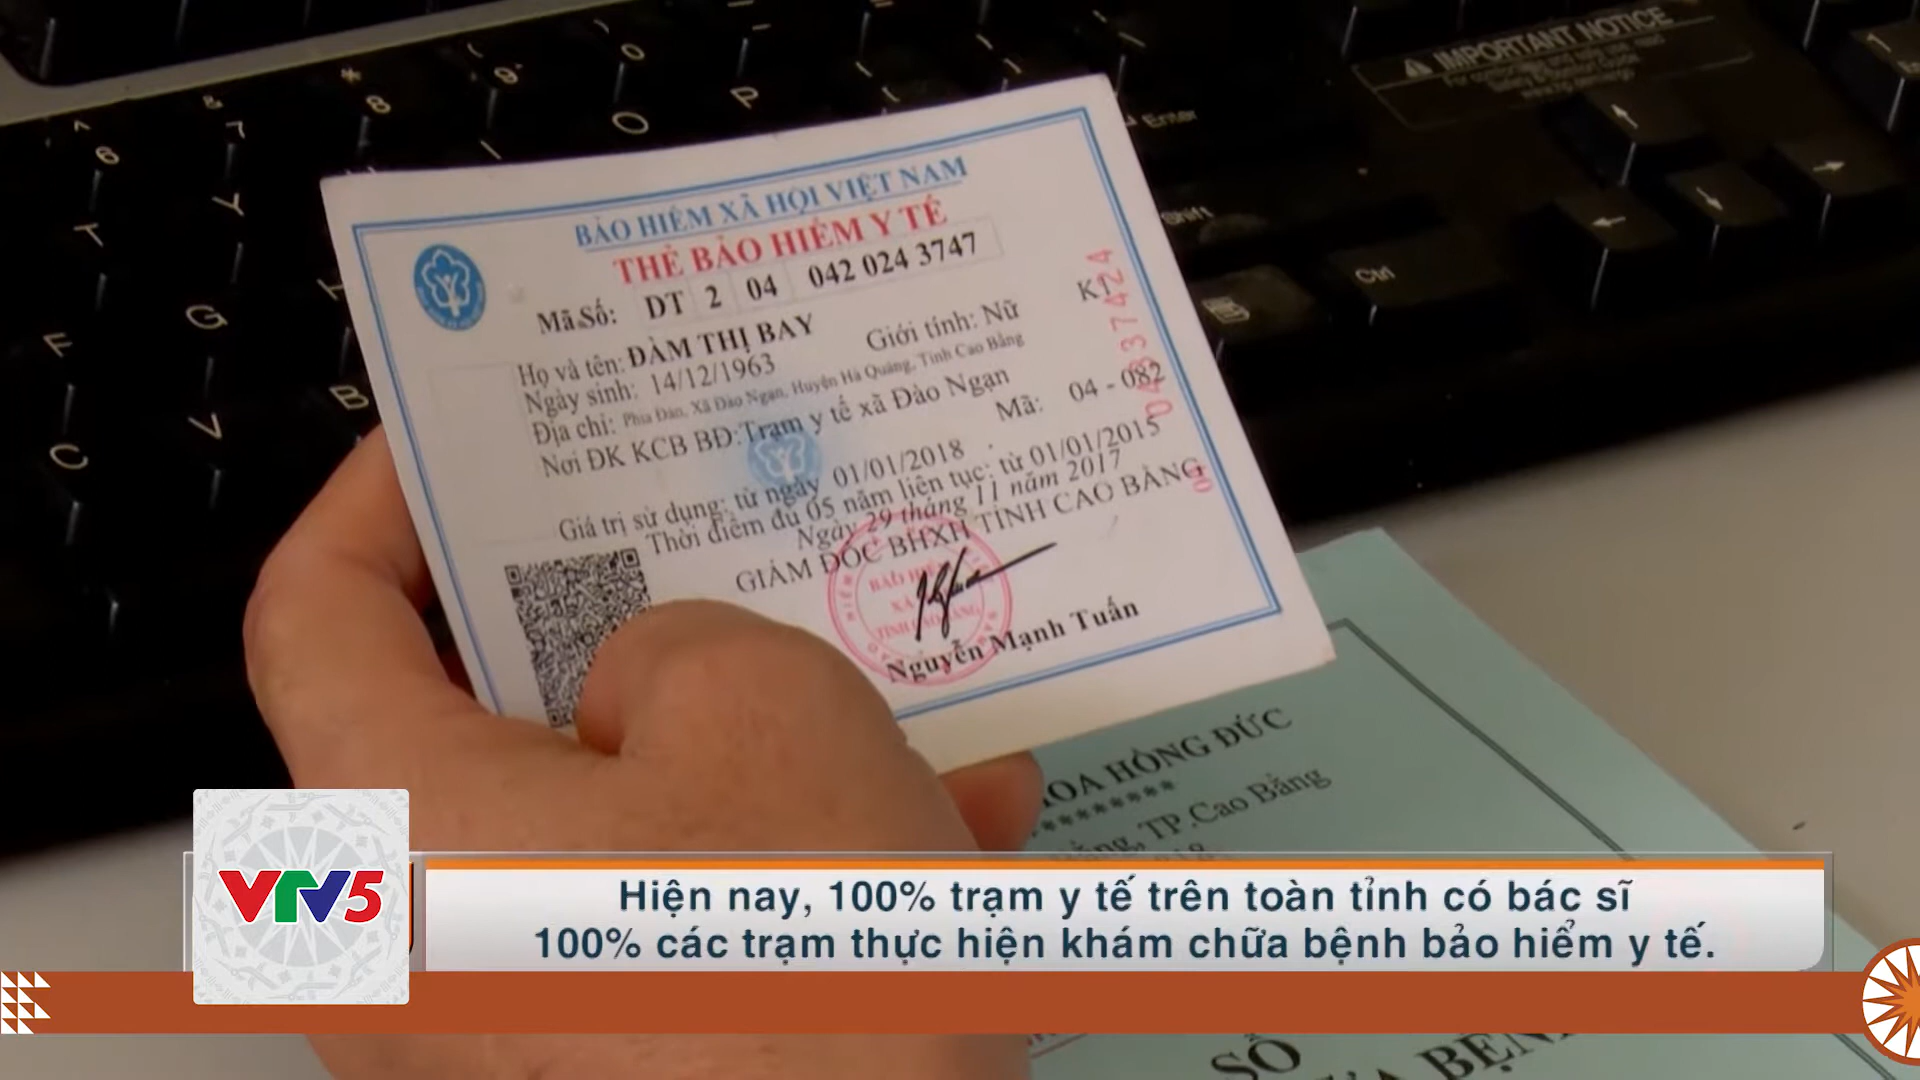 IMPORTANT NOTICE
BẢO HIỂM XÃ HỘI VIỆT NAM
THẺ BẢO HIỂM Y TẾ
Mã Số: DT 2 04 042 024 3747
Họ và tên: ĐÀM THỊ BAY Giới tính: Nữ K1
Ngày sinh: 14/12/1963
Địa chỉ: Phia Đán, Xã Đào Ngạn, Huyện Hà Quảng, Tỉnh Cao Bằng
Nơi ĐK KCB BĐ: Trạm y tế xã Đào Ngạn Mã: 04 - 082
Giá trị sử dụng: từ ngày 01/01/2018
Thời điểm đủ 05 năm liên tục: từ 01/01/2015
Ngày 29 tháng 11 năm 2017
GIÁM ĐỐC BHXH TỈNH CAO BẰNG
Nguyễn Mạnh Tuấn
HỒNG ĐỨC
TP.Cao Bằng
SỔ
BỆNH
Enter
Shift
Ctrl
VTV5
Hiện nay, 100% trạm y tế trên toàn tỉnh có bác sĩ
100% các trạm thực hiện khám chữa bệnh bảo hiểm y tế.